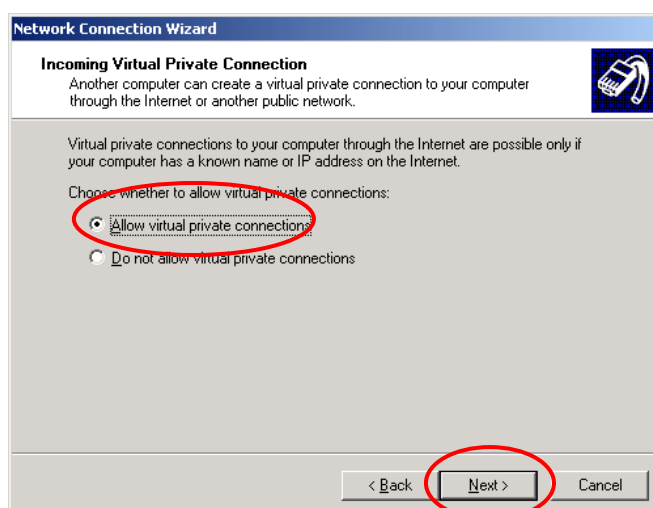 Network Connection Wizard
Incoming Virtual Private Connection
Another computer can create a virtual private connection to your computer
through the Internet or another public network.
Virtual private connections to your computer through the Internet are possible only if
your computer has a known name or IP address on the Internet.
Choose whether to allow virtual private connections:
Allow virtual private connections
Do not allow virtual private connections
< Back
Next >
Cancel